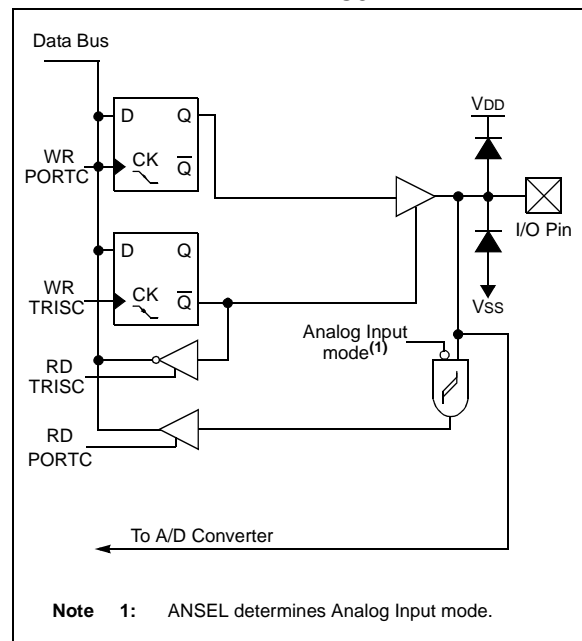 Data Bus
D Q
VDD
WR
PORTC
CK Q
I/O Pin
D Q
WR
TRISC
CK Q
VSS
Analog Input
mode(1)
RD
TRISC
RD
PORTC
To A/D Converter
Note 1: ANSEL determines Analog Input mode.